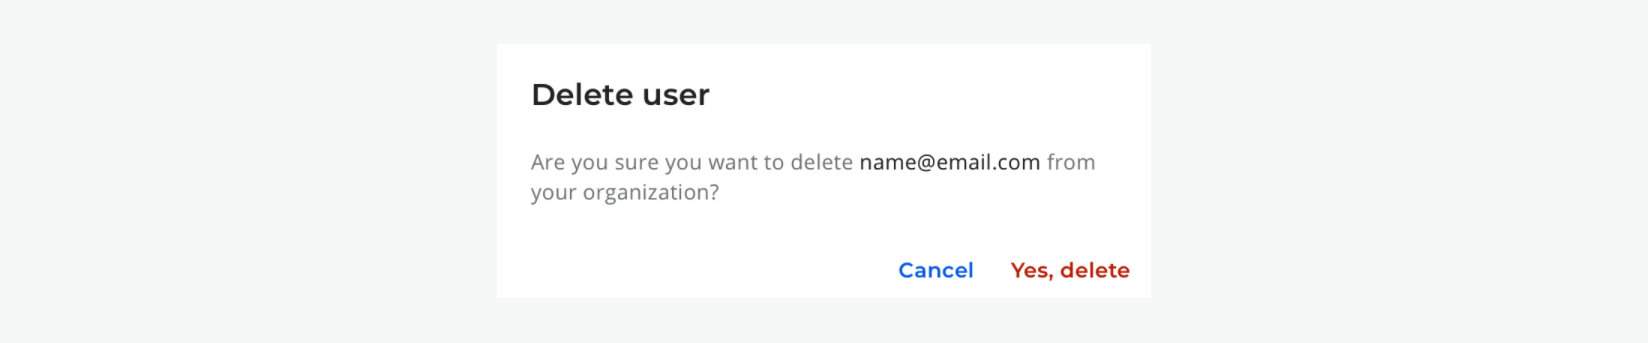 Delete user
Are you sure you want to delete name@email.com from
your organization?
Cancel Yes, delete